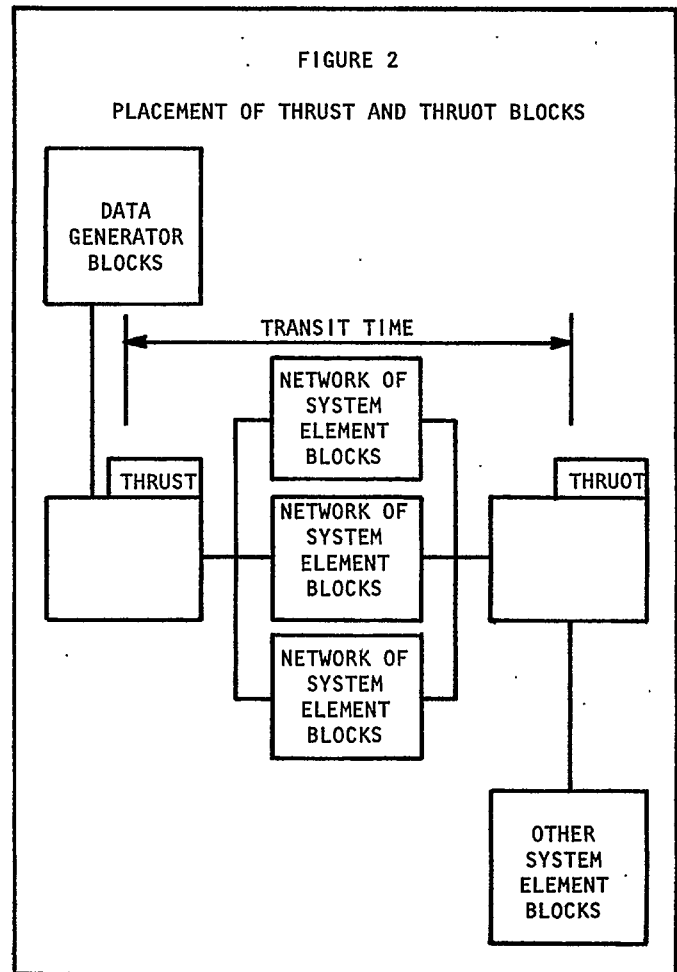 FIGURE 2
PLACEMENT OF THRUST AND THRUOT BLOCKS
DATA
GENERATOR
BLOCKS
TRANSIT TIME
NETWORK OF
SYSTEM
ELEMENT
BLOCKS
THRUST
THRUOT
NETWORK OF
SYSTEM
ELEMENT
BLOCKS
NETWORK OF
SYSTEM
ELEMENT
BLOCKS
OTHER
SYSTEM
ELEMENT
BLOCKS